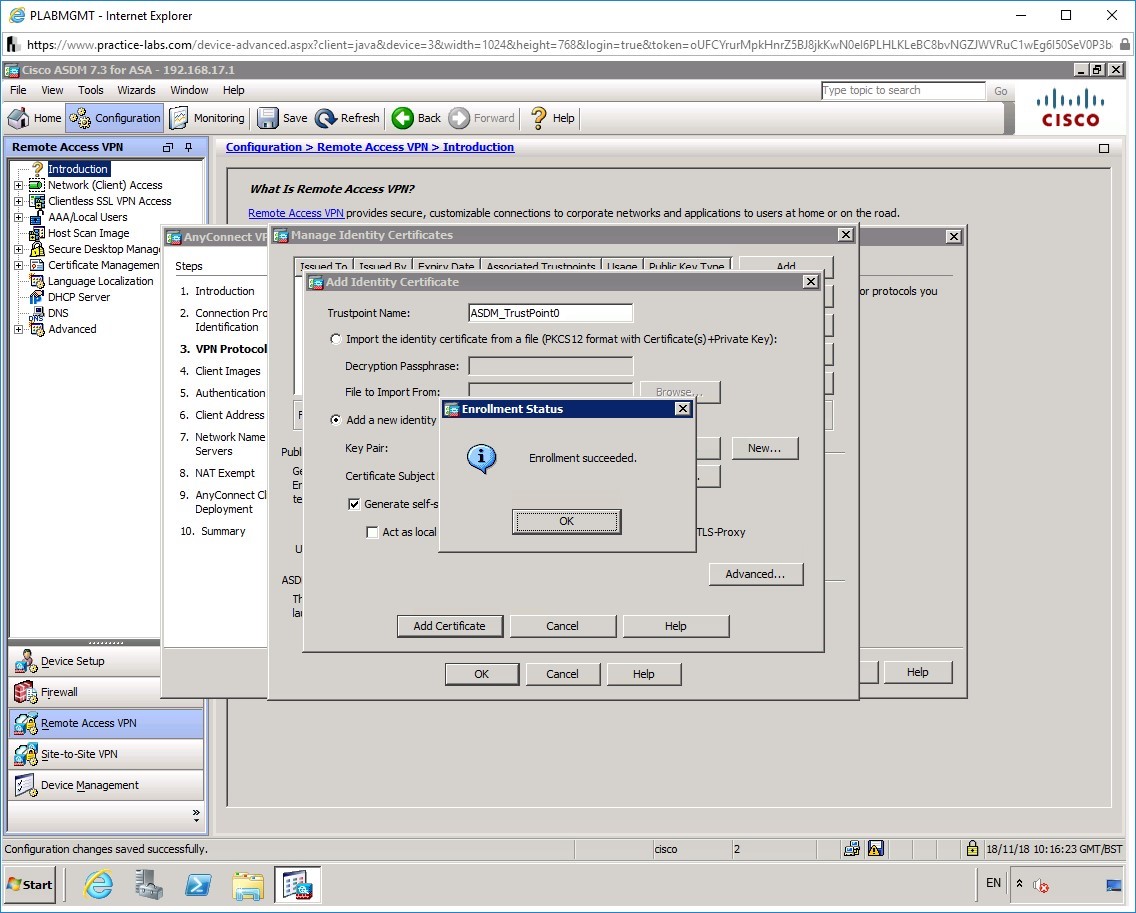 PLABMGMT - Internet Explorer
https://www.practice-labs.com/device-advanced.aspx?client=java&device=3&width=1024&height=768&login=true&token=
Cisco ASDM 7.3 for ASA - 192.168.17.1
File View Tools Wizards Window Help
Type topic to search Go
Home Configuration Monitoring Save Refresh Back Forward Help
CISCO
Remote Access VPN
Configuration > Remote Access VPN > Introduction
Introduction
Network (Client) Access
Clientless SSL VPN Access
AAA/Local Users
Host Scan Image
Secure Desktop Manag
Certificate Managemen
Language Localization
DHCP Server
DNS
Advanced
What Is Remote Access VPN?
Remote Access VPN provides secure, customizable connections to corporate networks and applications to users at home or on the road.
AnyConnect VP
Steps
1. Introduction
2. Connection Pro
Identification
3. VPN Protocol
4. Client Images
5. Authentication
6. Client Address
7. Network Name
Servers
8. NAT Exempt
9. AnyConnect Cl
Deployment
10. Summary
or protocols you
Help
Manage Identity Certificates
Issued To Issued By Expiry Date Associated Trustpoints Usage Public Key Type Add
F
Publ
Ge
En
te
U
ASD
Th
lau
OK Cancel Help
Add Identity Certificate
Trustpoint Name: ASDM_TrustPoint0
Import the identity certificate from a file (PKCS12 format with Certificate(s)+Private Key):
Decryption Passphrase:
File to Import From: Browse...
Add a new identity
Key Pair: New...
Certificate Subject
Generate self-s
Act as local TLS-Proxy
Advanced...
Add Certificate Cancel Help
Enrollment Status
Enrollment succeeded.
OK
Device Setup
Firewall
Remote Access VPN
Site-to-Site VPN
Device Management
Configuration changes saved successfully. cisco 2 18/11/18 10:16:23 GMT/BST
Start EN